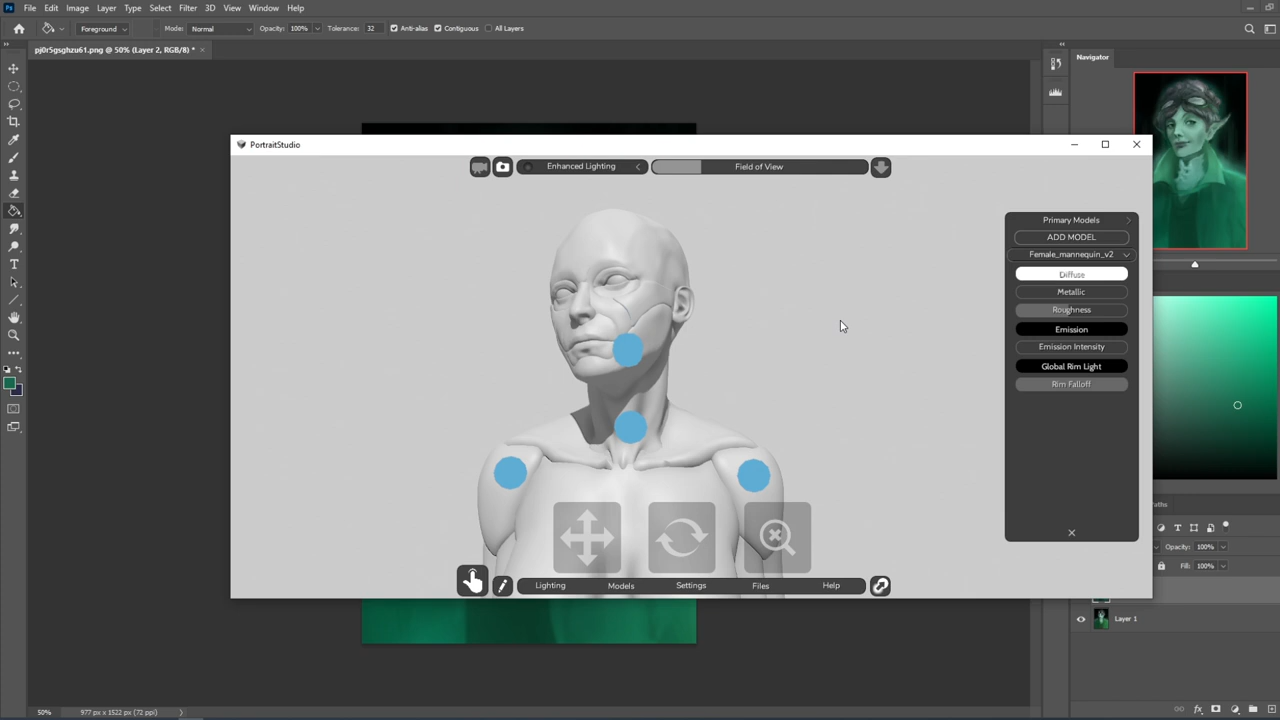 Ps File Edit Image Layer Type Select Filter 3D View Window Help
Foreground Mode: Normal Opacity: 100% Tolerance: 32 Anti-alias Contiguous All Layers
pj0r5gsghzu61.png @ 50% (Layer 2, RGB/8) * ×
Navigator
PortraitStudio
Enhanced Lighting Field of View
Primary Models
ADD MODEL
Female_mannequin_v2
Diffuse
Metallic
Roughness
Emission
Emission Intensity
Global Rim Light
Rim Falloff
aths
T
Opacity: 100%
Fill: 100%
Lighting Models Settings Files Help
Layer 1
50% 977 px x 1522 px (72 ppi)
fx